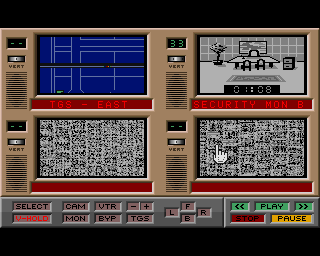 --
VERT
33
VERT
01:08
TGS - EAST
SECURITY MON B
--
VERT
--
VERT
SELECT CAM VTR - +
V-HOLD MON BYP TGS
L F R
B
<< PLAY >>
STOP PAUSE